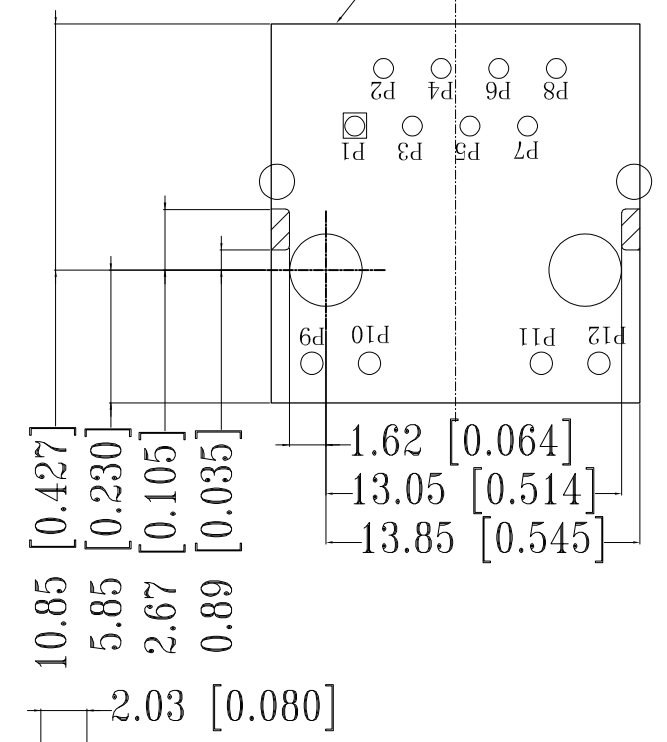 P2 P4 P6 P8
P1 P3 P5 P7
P9 P10 P11 P12
1.62 [0.064]
13.05 [0.514]
13.85 [0.545]
10.85 [0.427]
5.85 [0.230]
2.67 [0.105]
0.89 [0.035]
2.03 [0.080]